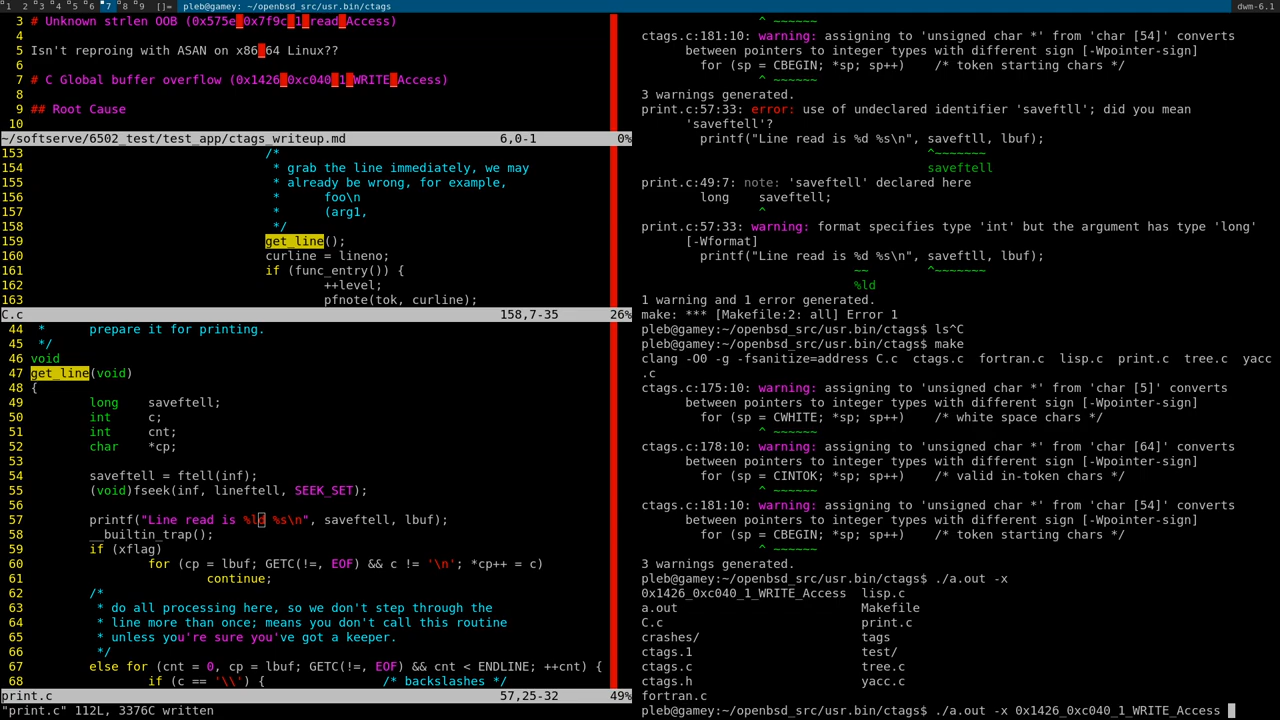 1 2 3 4 5 6 7 8 9 []= pleb@gamey: ~/openbsd_src/usr.bin/ctags dwm-6.1
3 # Unknown strlen OOB (0x575e_0x7f9c_1_read_Access)
4
5 Isn't reproing with ASAN on x86_64 Linux??
6
7 # C Global buffer overflow (0x1426_0xc040_1_WRITE_Access)
8
9 ## Root Cause
10
~/softserve/6502_test/test_app/ctags_writeup.md 6,0-1 0%
153 /*
154 * grab the line immediately, we may
155 * already be wrong, for example,
156 * foo\n
157 * (arg1,
158 */
159 get_line();
160 curline = lineno;
161 if (func_entry()) {
162 ++level;
163 pfnote(tok, curline);
C.c 158,7-35 26%
44 * prepare it for printing.
45 */
46 void
47 get_line(void)
48 {
49 long saveftell;
50 int c;
51 int cnt;
52 char *cp;
53
54 saveftell = ftell(inf);
55 (void)fseek(inf, lineftell, SEEK_SET);
56
57 printf("Line read is %ld %s\n", saveftell, lbuf);
58 __builtin_trap();
59 if (xflag)
60 for (cp = lbuf; GETC(!=, EOF) && c != '\n'; *cp++ = c)
61 continue;
62 /*
63 * do all processing here, so we don't step through the
64 * line more than once; means you don't call this routine
65 * unless you're sure you've got a keeper.
66 */
67 else for (cnt = 0, cp = lbuf; GETC(!=, EOF) && cnt < ENDLINE; ++cnt) {
68 if (c == '\\') { /* backslashes */
print.c 57,25-32 49%
"print.c" 112L, 3376C written
^ ~~~~~~
ctags.c:181:10: warning: assigning to 'unsigned char *' from 'char [54]' converts
between pointers to integer types with different sign [-Wpointer-sign]
for (sp = CBEGIN; *sp; sp++) /* token starting chars */
^ ~~~~~~
3 warnings generated.
print.c:57:33: error: use of undeclared identifier 'saveftll'; did you mean
'saveftell'?
printf("Line read is %d %s\n", saveftll, lbuf);
^~~~~~~~
saveftell
print.c:49:7: note: 'saveftell' declared here
long saveftell;
^
print.c:57:33: warning: format specifies type 'int' but the argument has type 'long'
[-Wformat]
printf("Line read is %d %s\n", saveftll, lbuf);
~~ ^~~~~~~~
%ld
1 warning and 1 error generated.
make: *** [Makefile:2: all] Error 1
pleb@gamey:~/openbsd_src/usr.bin/ctags$ ls^C
pleb@gamey:~/openbsd_src/usr.bin/ctags$ make
clang -O0 -g -fsanitize=address C.c ctags.c fortran.c lisp.c print.c tree.c yacc
.c
ctags.c:175:10: warning: assigning to 'unsigned char *' from 'char [5]' converts
between pointers to integer types with different sign [-Wpointer-sign]
for (sp = CWHITE; *sp; sp++) /* white space chars */
^ ~~~~~~
ctags.c:178:10: warning: assigning to 'unsigned char *' from 'char [64]' converts
between pointers to integer types with different sign [-Wpointer-sign]
for (sp = CINTOK; *sp; sp++) /* valid in-token chars */
^ ~~~~~~
ctags.c:181:10: warning: assigning to 'unsigned char *' from 'char [54]' converts
between pointers to integer types with different sign [-Wpointer-sign]
for (sp = CBEGIN; *sp; sp++) /* token starting chars */
^ ~~~~~~
3 warnings generated.
pleb@gamey:~/openbsd_src/usr.bin/ctags$ ./a.out -x
0x1426_0xc040_1_WRITE_Access lisp.c
a.out Makefile
C.c print.c
crashes/ tags
ctags.1 test/
ctags.c tree.c
ctags.h yacc.c
fortran.c
pleb@gamey:~/openbsd_src/usr.bin/ctags$ ./a.out -x 0x1426_0xc040_1_WRITE_Access